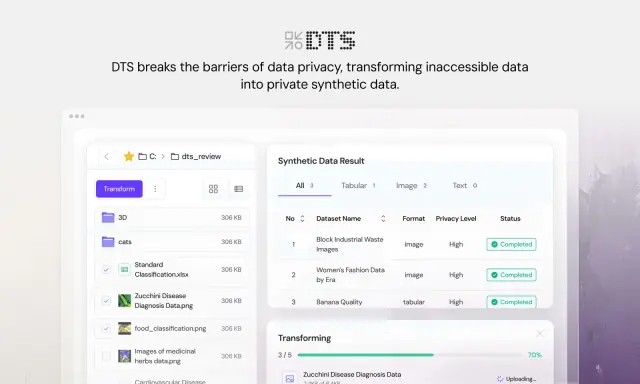 DTS
DTS breaks the barriers of data privacy, transforming inaccessible data
into private synthetic data.
C: > dts_review
Transform
3D 306 KB
cats 306 KB
Standard
Classification.xlsx 306 KB
Zucchini Disease
Diagnosis Data.png 306 KB
food_classification.png 306 KB
Images of medicinal
herbs data.png 306 KB
Cardiovascular Disease
Synthetic Data Result
All 3 Tabular 1 Image 2 Text 0
No Dataset Name Format Privacy Level Status
1 Block Industrial Waste
Images image High Completed
2 Women's Fashion Data
by Era image High Completed
3 Banana Quality tabular High Completed
Transforming
3 / 5 70%
Zucchini Disease Diagnosis Data
Uploading...